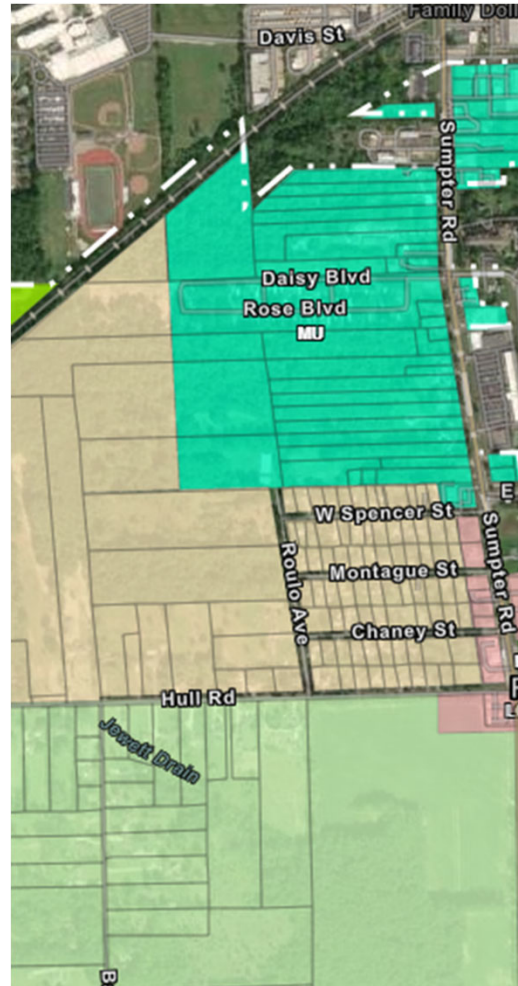 Family Doll
Davis St
Sumpter Rd
Daisy Blvd
Rose Blvd
MU
E
W Spencer St
Sumpter Rd
Roulo Ave
Montague St
Chaney St
Hull Rd
Jewett Drain
B